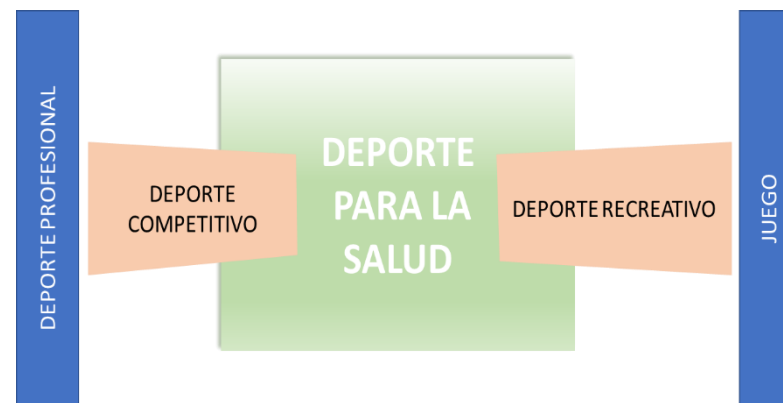 DEPORTE PROFESIONAL
DEPORTE
COMPETITIVO
DEPORTE
PARA LA
SALUD
DEPORTE RECREATIVO
JUEGO